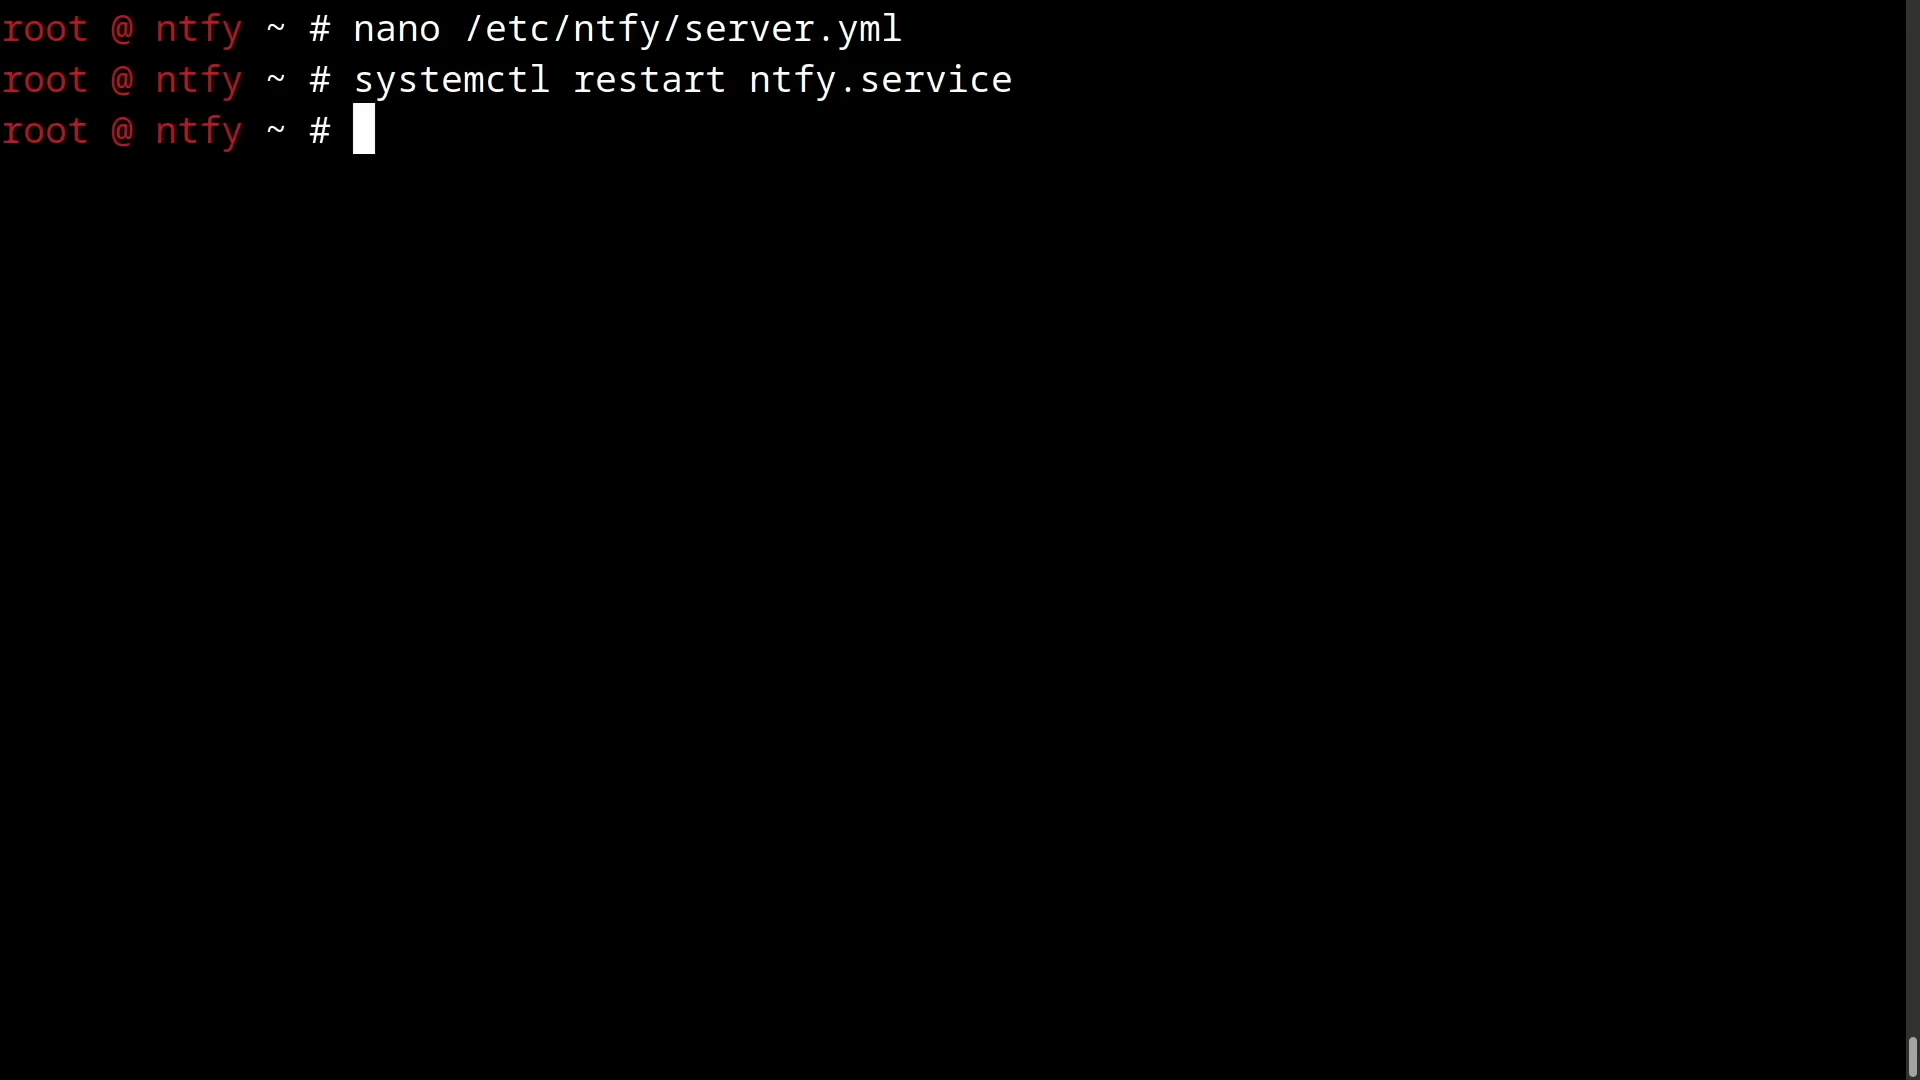 root @ ntfy ~ # nano /etc/ntfy/server.yml
root @ ntfy ~ # systemctl restart ntfy.service
root @ ntfy ~ #